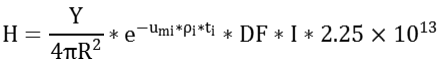 H = Y / 4πR² * e^(-u_mi*ρ_i*t_i) * DF * I * 2.25 × 10¹³